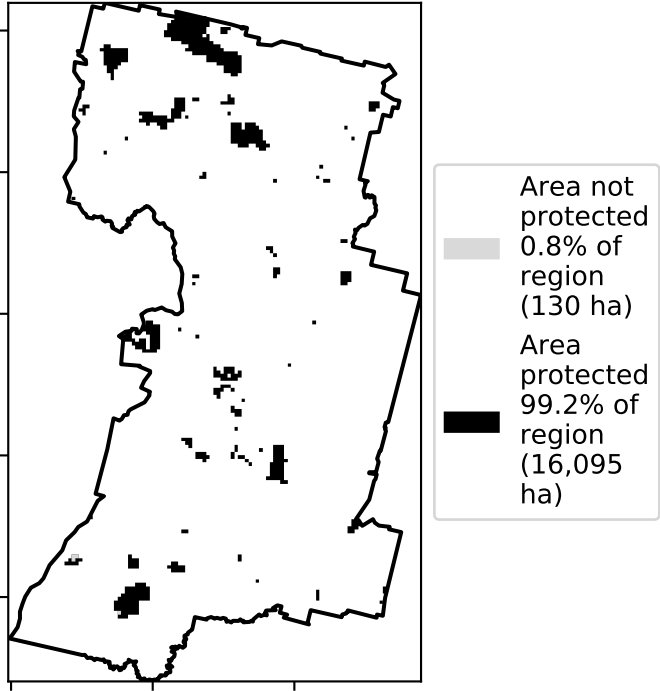 Area not
protected
0.8% of
region
(130 ha)
Area
protected
99.2% of
region
(16,095
ha)